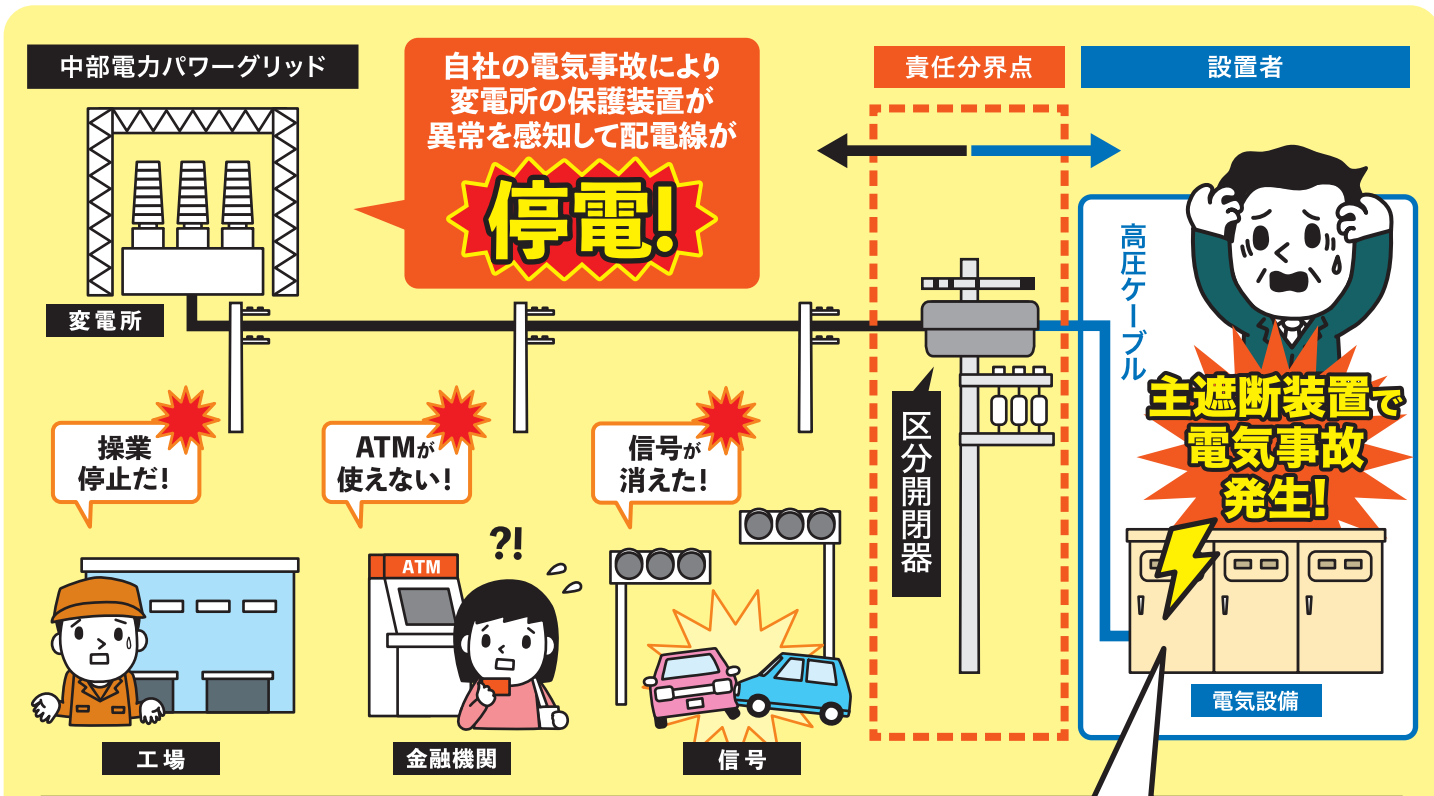 中部電力パワーグリッド
自社の電気事故により
変電所の保護装置が
異常を感知して配電線が
停電!
責任分界点
設置者
変電所
高圧ケーブル
主遮断装置で
電気事故
発生!
区分開閉器
操業
停止だ!
ATMが
使えない!
信号が
消えた!
?!
ATM
電気設備
工場
金融機関
信号